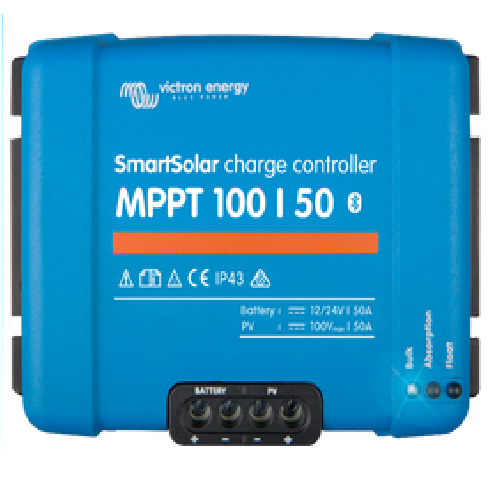 victron energy
BLUE POWER
SmartSolar charge controller
MPPT 100 | 50
CE IP43
Battery : 12/24V | 50A
PV : 100Vmax | 50A
Bulk
Absorption
Float
BATTERY PV
+ - - +